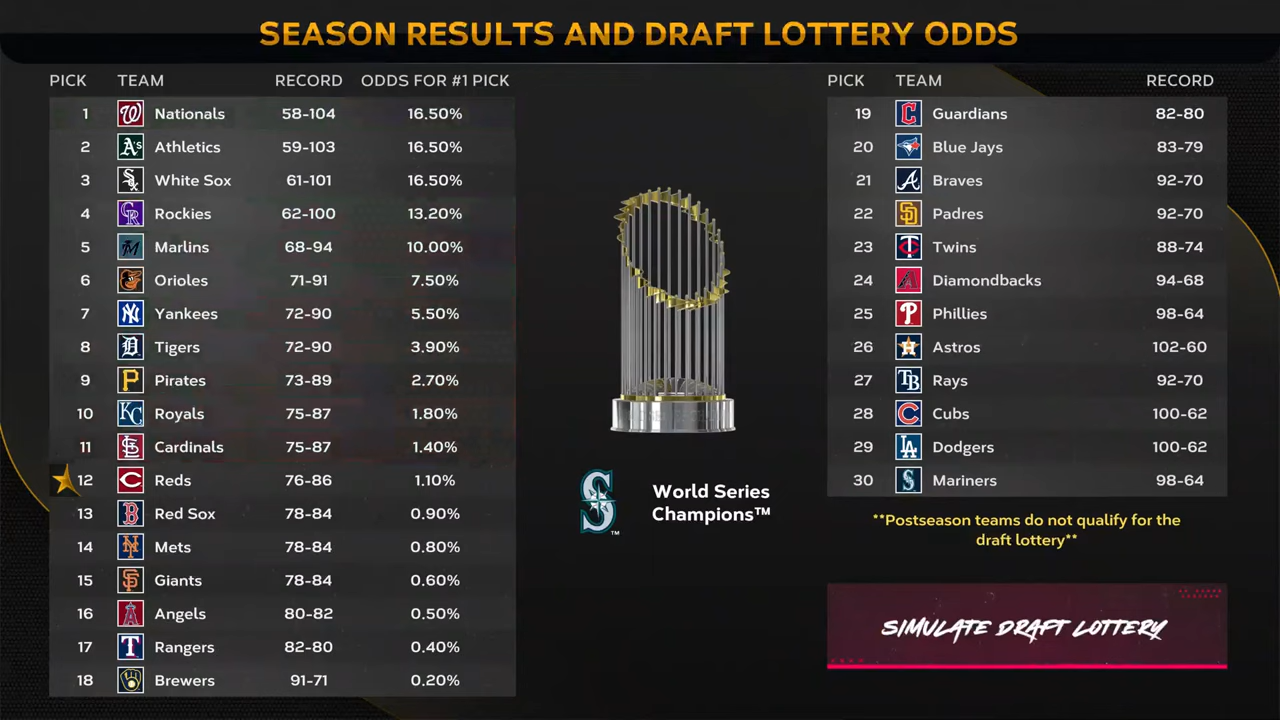 SEASON RESULTS AND DRAFT LOTTERY ODDS
PICK TEAM RECORD ODDS FOR #1 PICK
1 Nationals 58-104 16.50%
2 Athletics 59-103 16.50%
3 White Sox 61-101 16.50%
4 Rockies 62-100 13.20%
5 Marlins 68-94 10.00%
6 Orioles 71-91 7.50%
7 Yankees 72-90 5.50%
8 Tigers 72-90 3.90%
9 Pirates 73-89 2.70%
10 Royals 75-87 1.80%
11 Cardinals 75-87 1.40%
12 Reds 76-86 1.10%
13 Red Sox 78-84 0.90%
14 Mets 78-84 0.80%
15 Giants 78-84 0.60%
16 Angels 80-82 0.50%
17 Rangers 82-80 0.40%
18 Brewers 91-71 0.20%
World Series
Champions™
PICK TEAM RECORD
19 Guardians 82-80
20 Blue Jays 83-79
21 Braves 92-70
22 Padres 92-70
23 Twins 88-74
24 Diamondbacks 94-68
25 Phillies 98-64
26 Astros 102-60
27 Rays 92-70
28 Cubs 100-62
29 Dodgers 100-62
30 Mariners 98-64
**Postseason teams do not qualify for the
draft lottery**
SIMULATE DRAFT LOTTERY